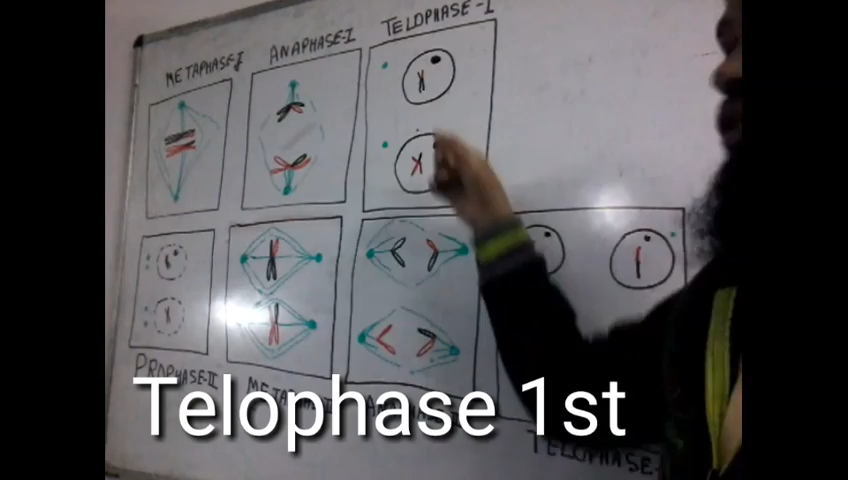 METAPHASE-I
ANAPHASE-I
TELOPHASE-I
PROPHASE-II
Telophase 1st
TELOPHASE-